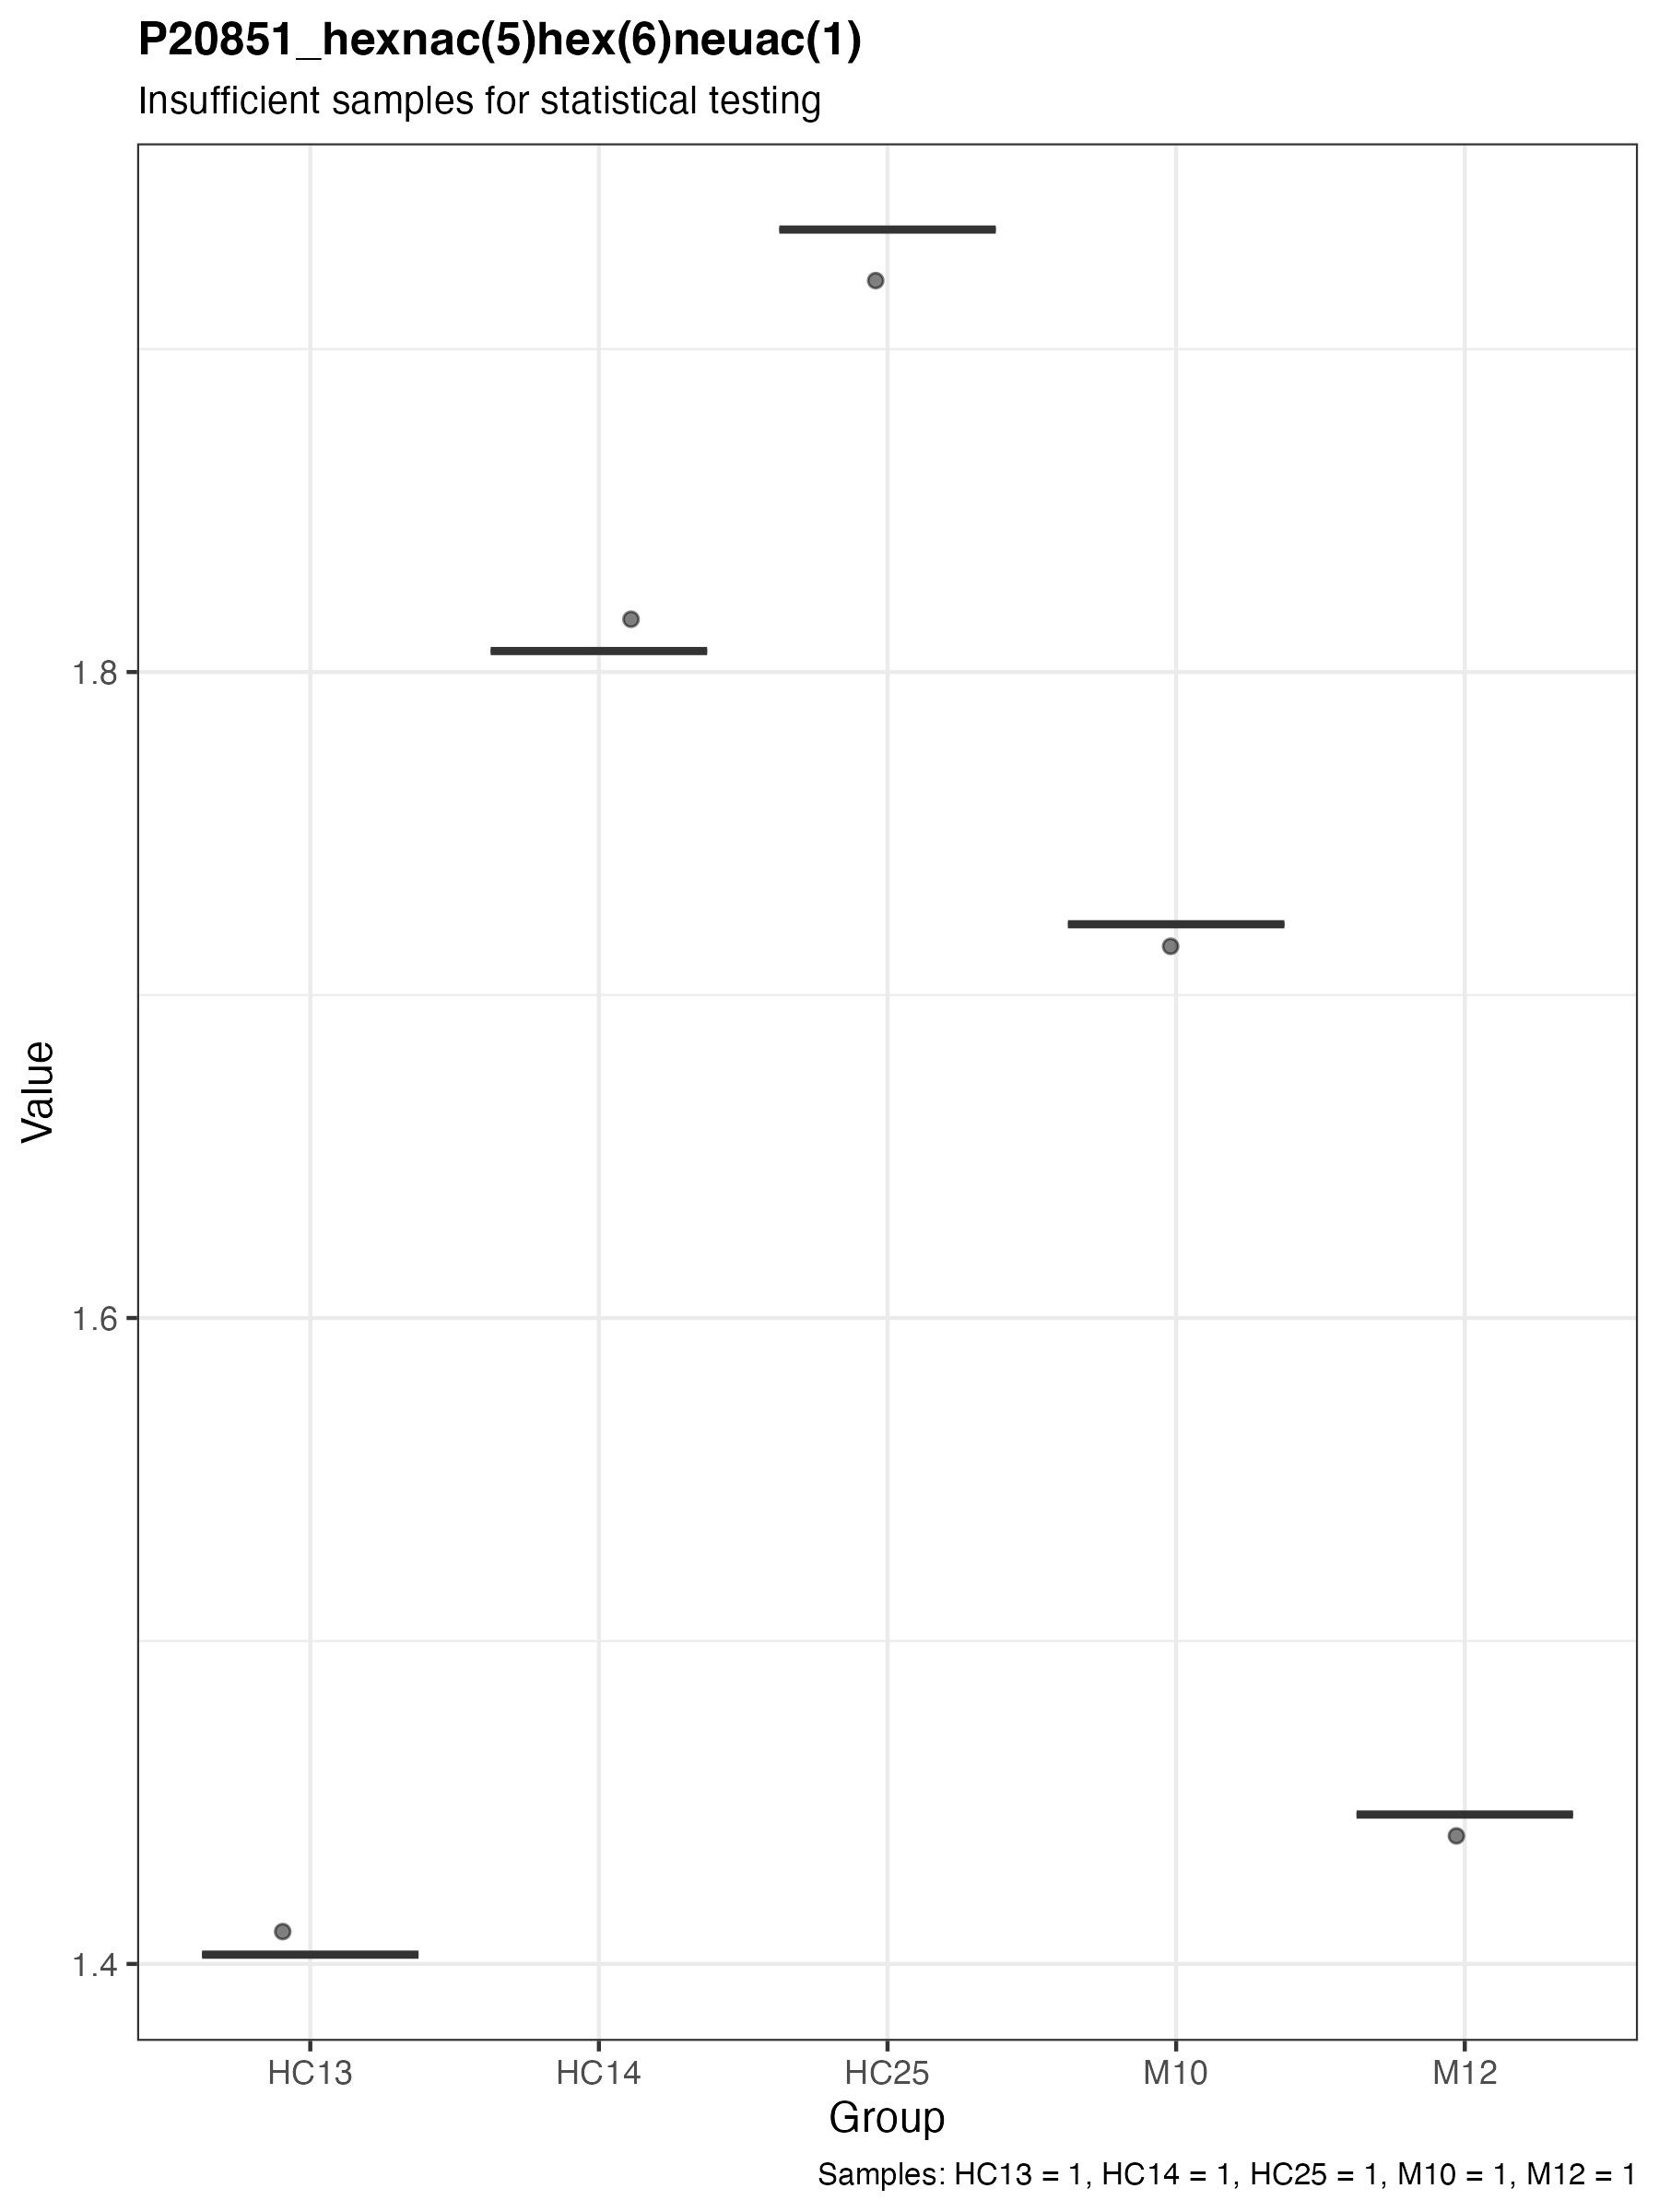 P20851_hexnac(5)hex(6)neuac(1)
Insufficient samples for statistical testing
Value
1.8
1.6
1.4
HC13 HC14 HC25 M10 M12
Group
Samples: HC13 = 1, HC14 = 1, HC25 = 1, M10 = 1, M12 = 1